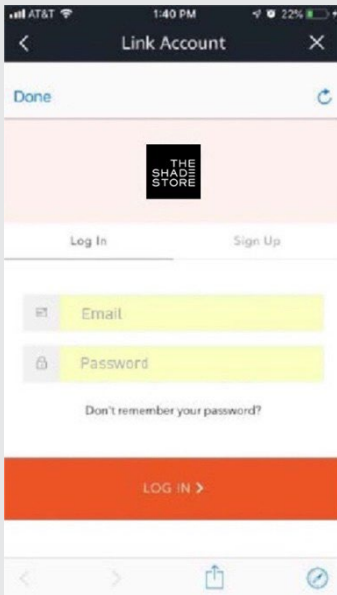 AT&T 1:40 PM 22%
Link Account
Done
THE
SHADE
STORE
Log In Sign Up
Email
Password
Don't remember your password?
LOG IN